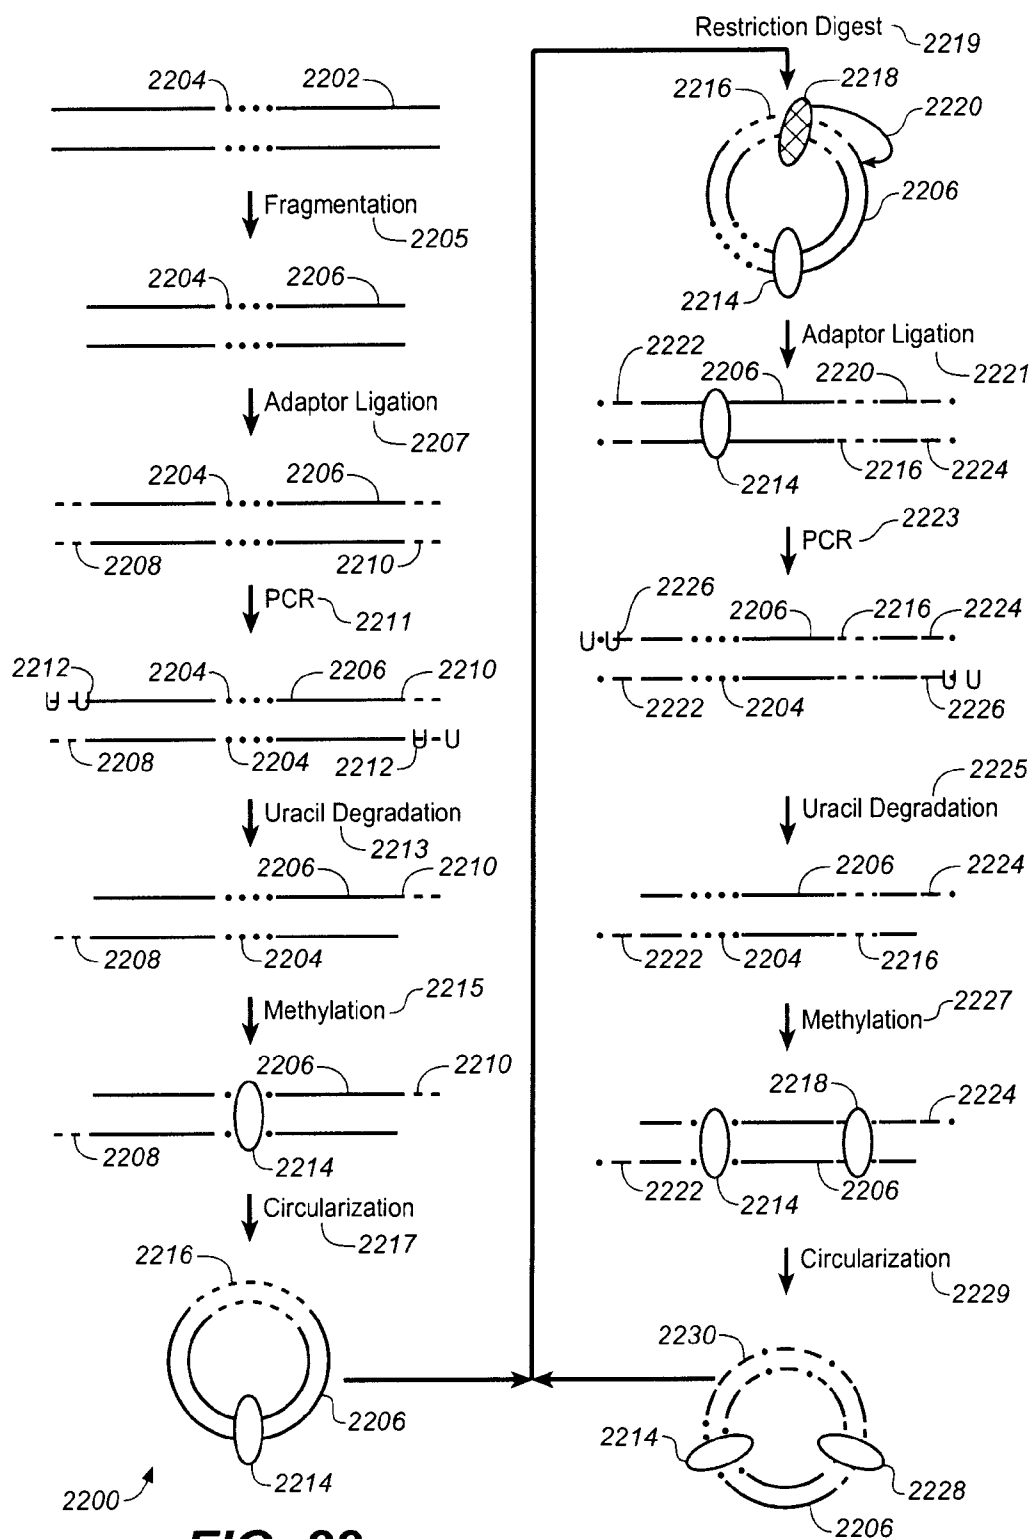 2204 2202
Fragmentation
2205
2204 2206
Adaptor Ligation
2207
2204 2206
2208 2210
PCR 2211
2212 2204 2206 2210
U U
U U
2208 2204 2212
Uracil Degradation
2213
2206 2210
2208 2204
Methylation 2215
2206 2210
2208 2214
Circularization
2217
2216
2206
2214
2200
Restriction Digest 2219
2216 2218 2220
2206
2214
Adaptor Ligation
2221
2222 2206 2220
2214 2216 2224
PCR 2223
2226 2206 2216 2224
U U
U U
2222 2204 2226
2225
Uracil Degradation
2206 2224
2222 2204 2216
Methylation 2227
2218 2224
2222 2214 2206
Circularization
2229
2230
2214
2228
2206